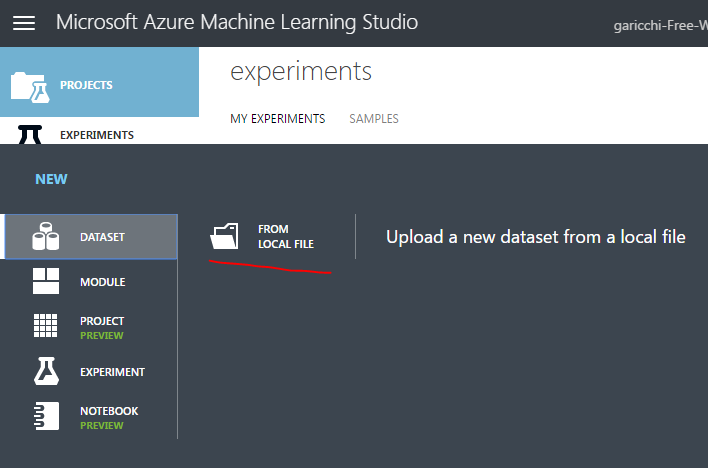 Microsoft Azure Machine Learning Studio
garicchi-Free-W
PROJECTS
experiments
EXPERIMENTS
MY EXPERIMENTS
SAMPLES
NEW
DATASET
FROM
LOCAL FILE
Upload a new dataset from a local file
MODULE
PROJECT
PREVIEW
EXPERIMENT
NOTEBOOK
PREVIEW